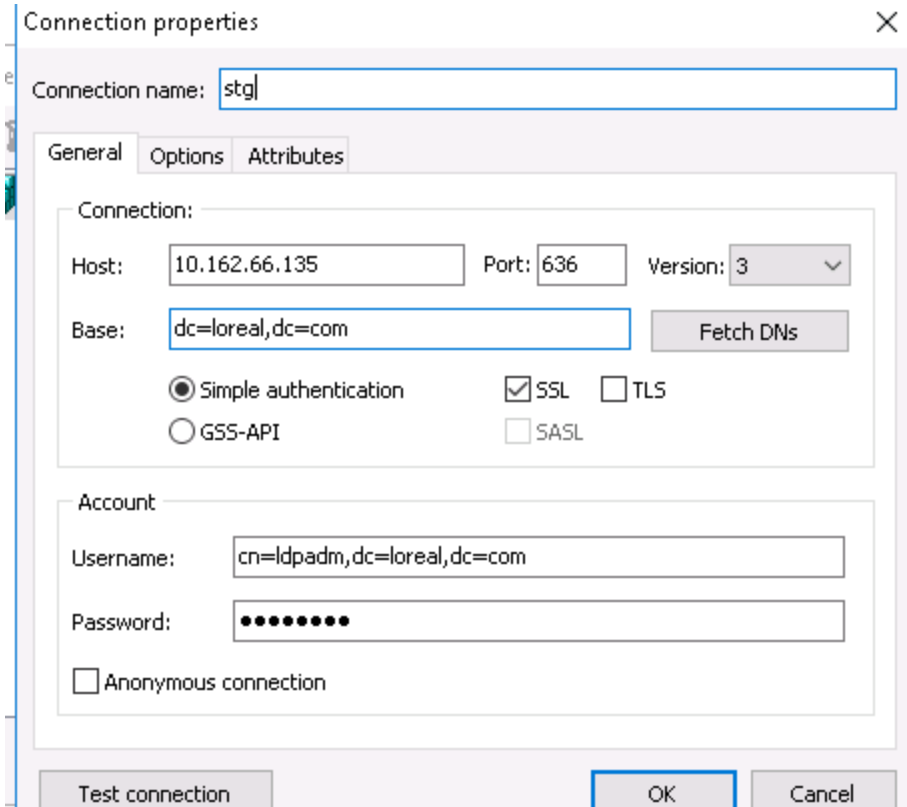 Connection properties
Connection name: stg
General Options Attributes
Connection:
Host: 10.162.66.135 Port: 636 Version: 3
Base: dc=loreal,dc=com Fetch DNs
Simple authentication SSL TLS
GSS-API SASL
Account
Username: cn=ldpadm,dc=loreal,dc=com
Password: ●●●●●●●●
Anonymous connection
Test connection OK Cancel